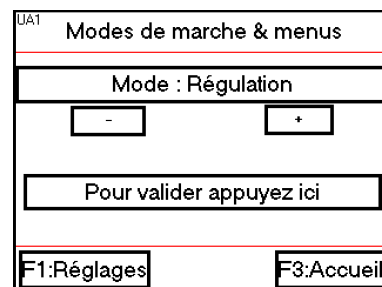 UA1
Modes de marche & menus
Mode : Régulation
- +
Pour valider appuyez ici
F1:Réglages F3:Accueil